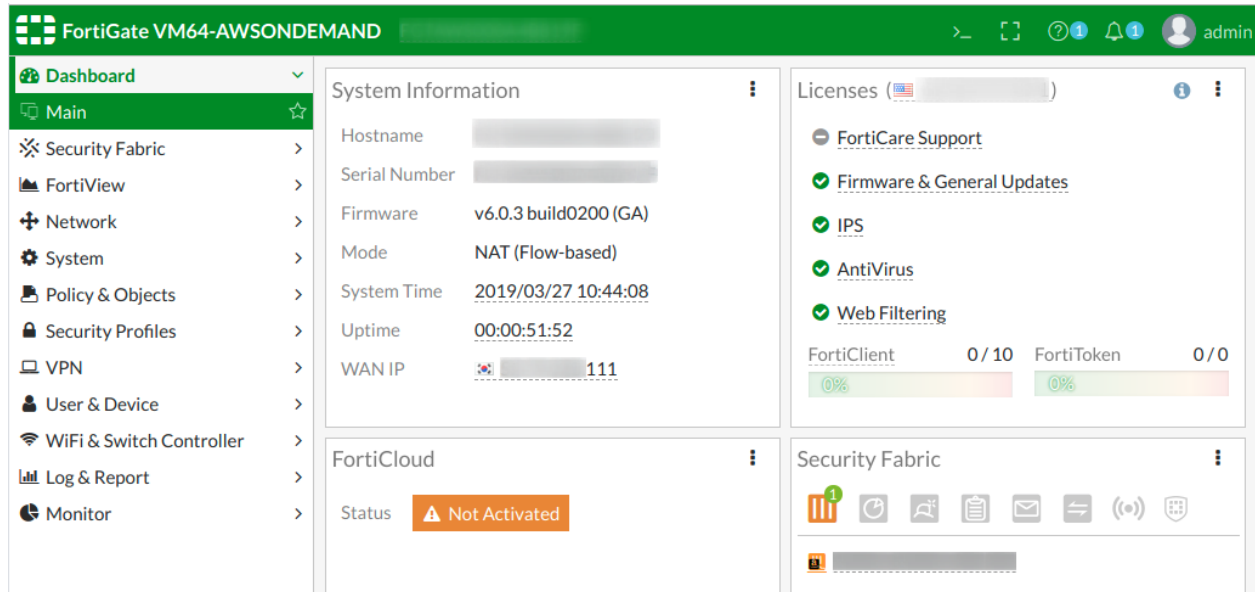 FortiGate VM64-AWSONDEMAND
>_ 1 1 admin
Dashboard
Main
Security Fabric
FortiView
Network
System
Policy & Objects
Security Profiles
VPN
User & Device
WiFi & Switch Controller
Log & Report
Monitor
System Information
Hostname
Serial Number
Firmware v6.0.3 build0200 (GA)
Mode NAT (Flow-based)
System Time 2019/03/27 10:44:08
Uptime 00:00:51:52
WAN IP 111
Licenses ( )
FortiCare Support
Firmware & General Updates
IPS
AntiVirus
Web Filtering
FortiClient 0 / 10 FortiToken 0 / 0
0% 0%
FortiCloud
Status Not Activated
Security Fabric
1